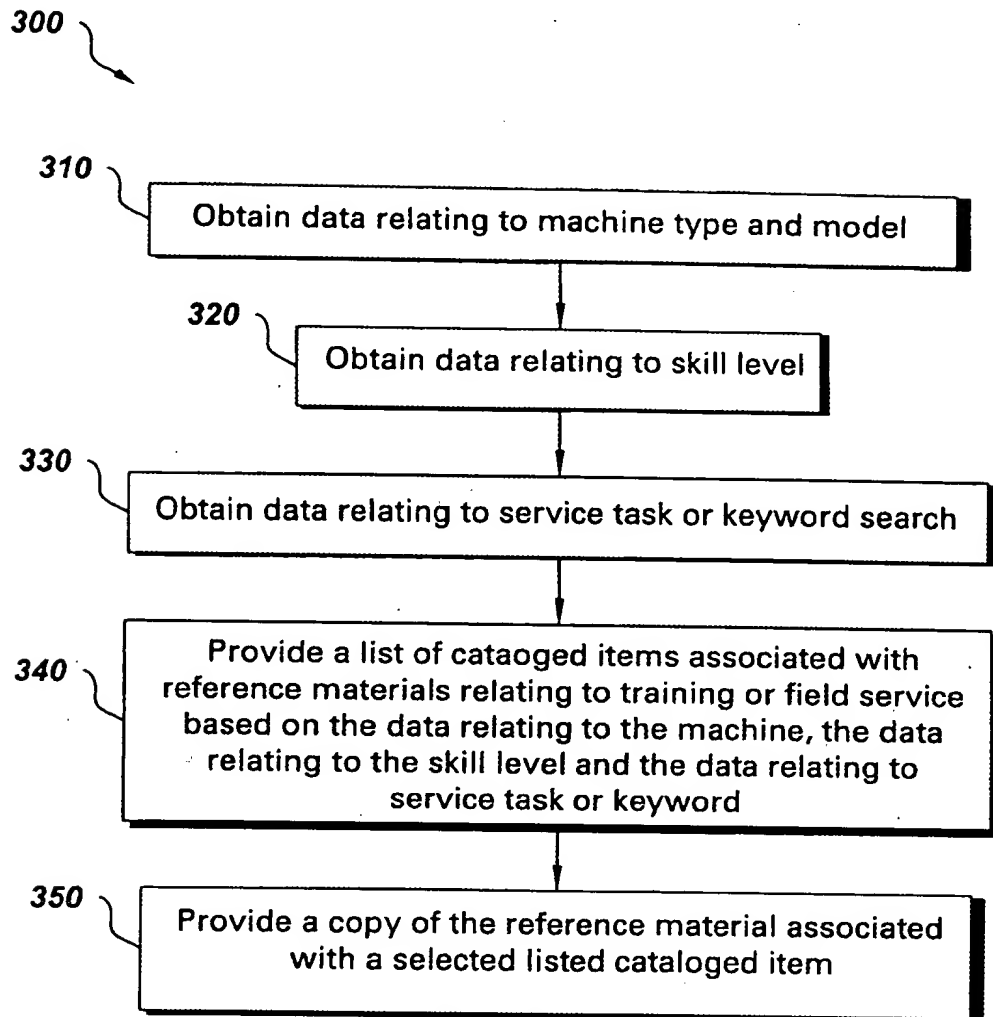 300
310
Obtain data relating to machine type and model
320
Obtain data relating to skill level
330
Obtain data relating to service task or keyword search
340
Provide a list of cataoged items associated with
reference materials relating to training or field service
based on the data relating to the machine, the data
relating to the skill level and the data relating to
service task or keyword
350
Provide a copy of the reference material associated
with a selected listed cataloged item